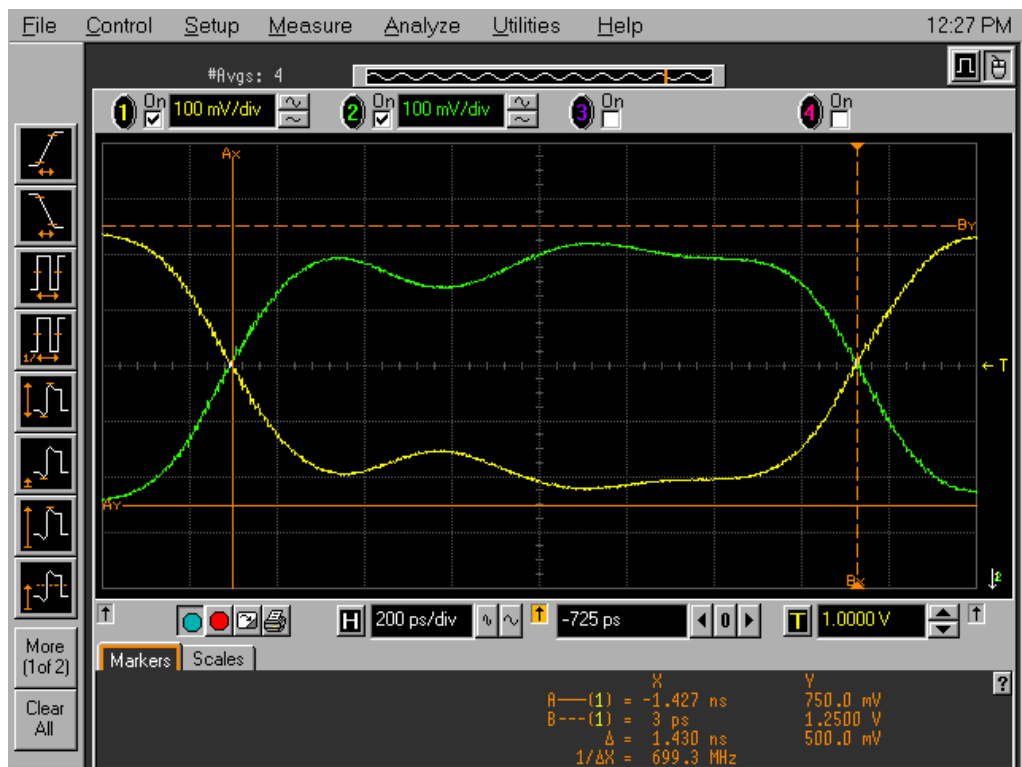 File Control Setup Measure Analyze Utilities Help 12:27 PM
#Avgs: 4
1 On 100 mV/div 2 On 100 mV/div 3 On 4 On
Ax
By
← T
Ay
Bx
2
1/
H 200 ps/div -725 ps 0 T 1.0000 V
More
(1of 2)
Clear
All
Markers Scales
?
X Y
A——(1) = -1.427 ns 750.0 mV
B---(1) = 3 ps 1.2500 V
Δ = 1.430 ns 500.0 mV
1/ΔX = 699.3 MHz